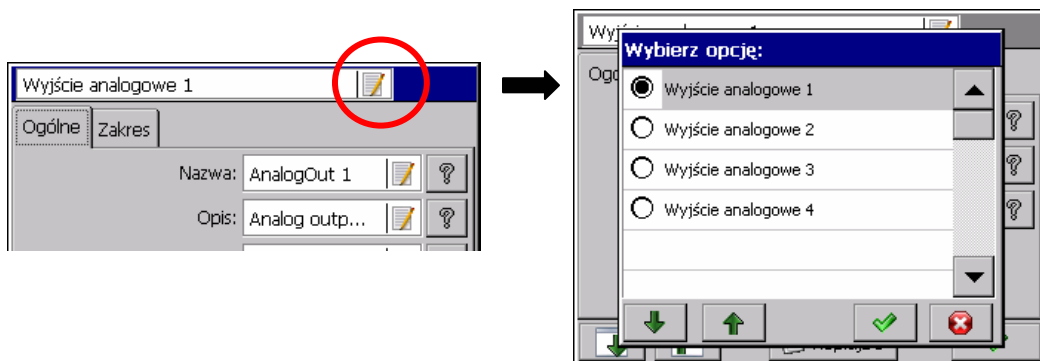 Wyjście analogowe 1
Ogólne Zakres
Nazwa: AnalogOut 1
Opis: Analog outp...
Wybierz opcję:
Wyjście analogowe 1
Wyjście analogowe 2
Wyjście analogowe 3
Wyjście analogowe 4